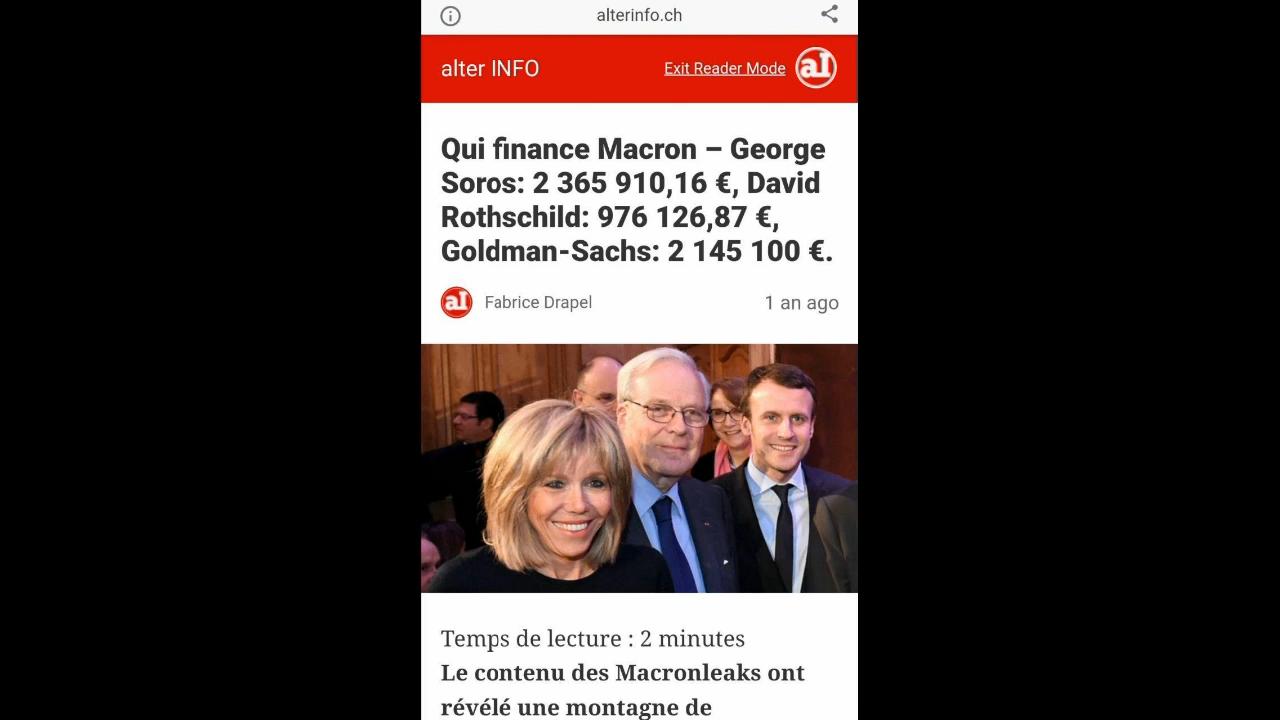 alterinfo.ch
alter INFO
Exit Reader Mode
aI
Qui finance Macron – George
Soros: 2 365 910,16 €, David
Rothschild: 976 126,87 €,
Goldman-Sachs: 2 145 100 €.
aI
Fabrice Drapel
1 an ago
Temps de lecture : 2 minutes
Le contenu des Macronleaks ont
révélé une montagne de